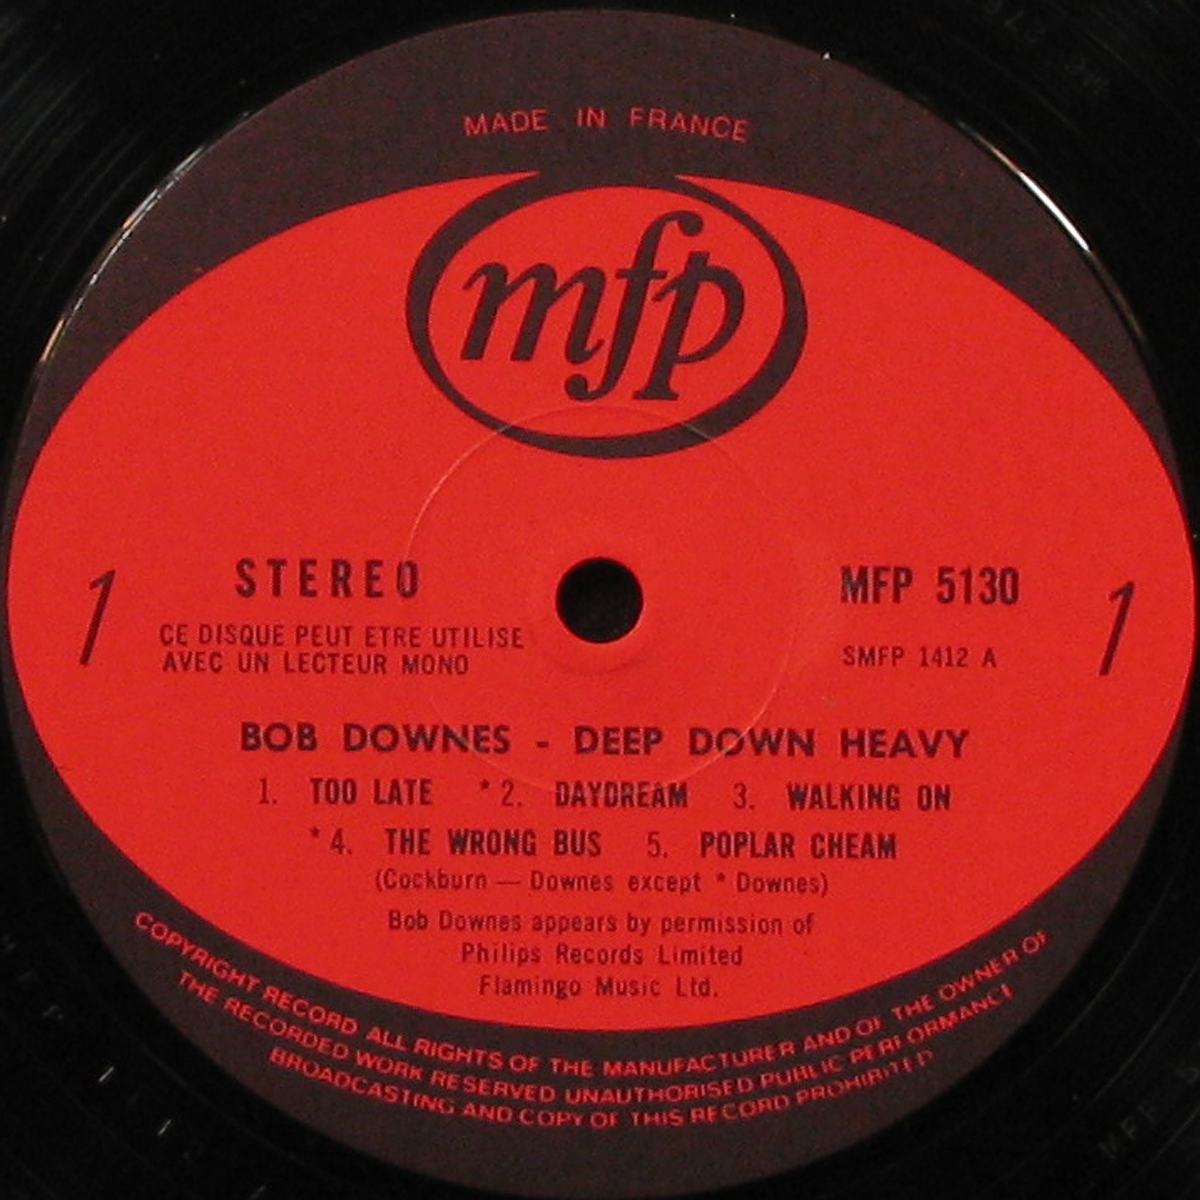 MADE IN FRANCE
mfp
STEREO
MFP 5130
1
1
CE DISQUE PEUT ETRE UTILISE
AVEC UN LECTEUR MONO
SMFP 1412 A
BOB DOWNES - DEEP DOWN HEAVY
1. TOO LATE * 2. DAYDREAM 3. WALKING ON
* 4. THE WRONG BUS 5. POPLAR CHEAM
(Cockburn — Downes except * Downes)
Bob Downes appears by permission of
Philips Records Limited
Flamingo Music Ltd.
COPYRIGHT RECORD ALL RIGHTS OF THE MANUFACTURER AND OF THE OWNER OF
THE RECORDED WORK RESERVED UNAUTHORISED PUBLIC PERFORMANCE
BROADCASTING AND COPY OF THIS RECORD PROHIBITED